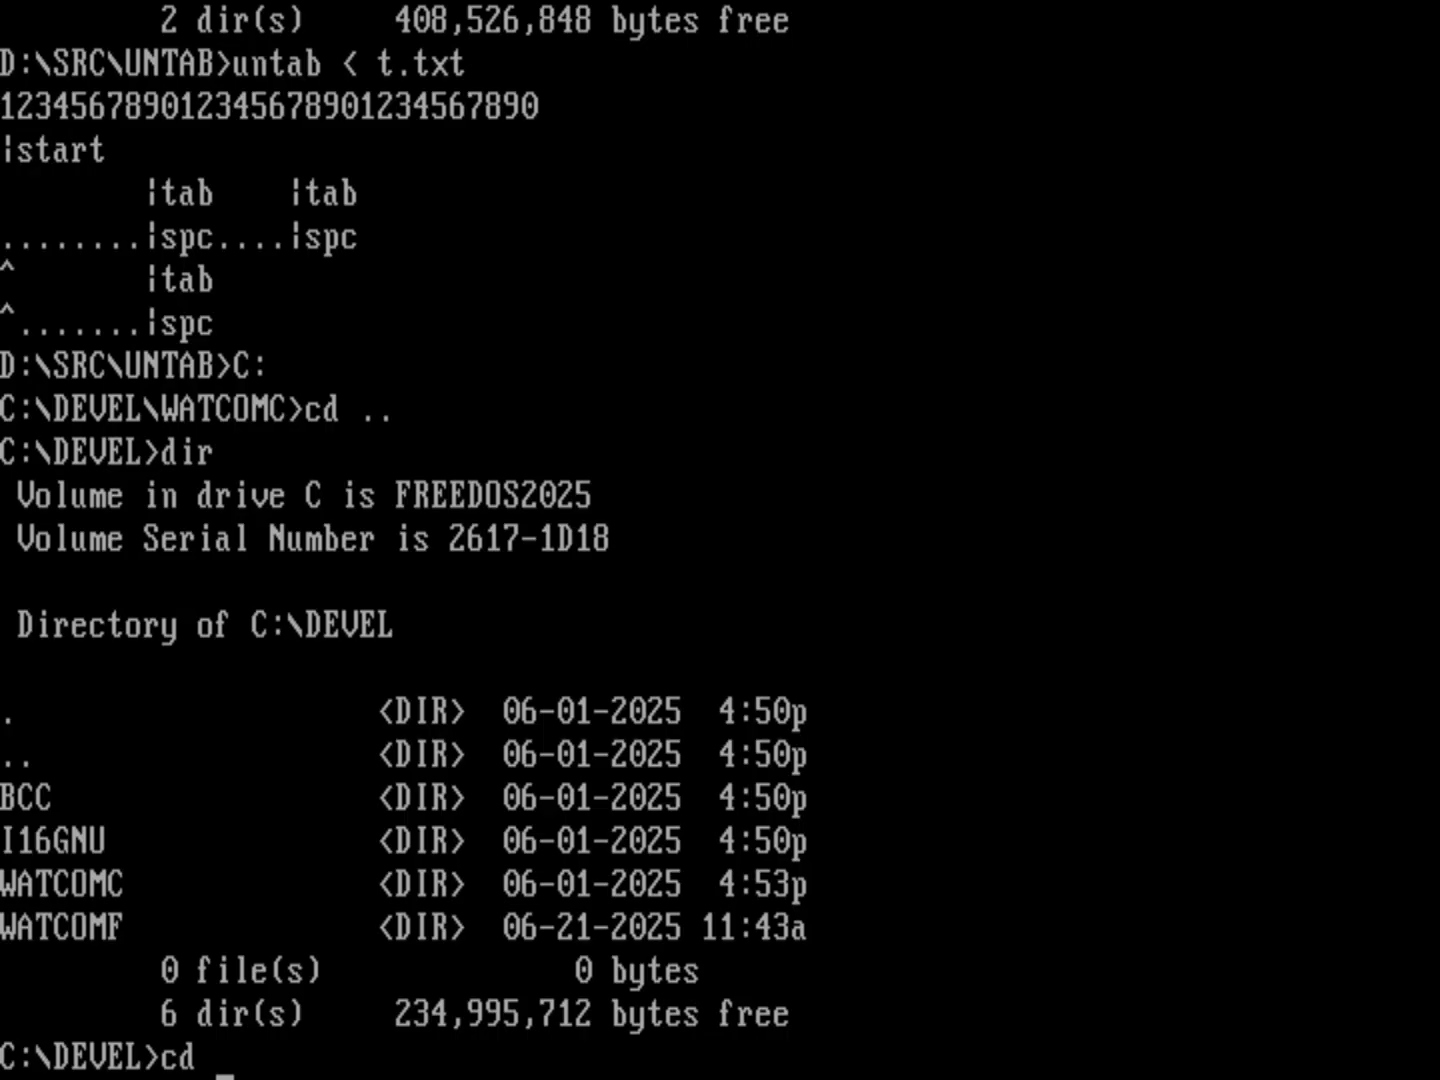 2 dir(s)     408,526,848 bytes free
D:\SRC\UNTAB>untab < t.txt
123456789012345678901234567890
|start
        |tab    |tab
........|spc....|spc
^       |tab
^.......|spc
D:\SRC\UNTAB>C:
C:\DEVEL\WATCOMC>cd ..
C:\DEVEL>dir
 Volume in drive C is FREEDOS2025
 Volume Serial Number is 2617-1D18

 Directory of C:\DEVEL

.                    <DIR>  06-01-2025  4:50p
..                   <DIR>  06-01-2025  4:50p
BCC                  <DIR>  06-01-2025  4:50p
I16GNU               <DIR>  06-01-2025  4:50p
WATCOMC              <DIR>  06-01-2025  4:53p
WATCOMF              <DIR>  06-21-2025 11:43a
         0 file(s)              0 bytes
         6 dir(s)     234,995,712 bytes free
C:\DEVEL>cd _